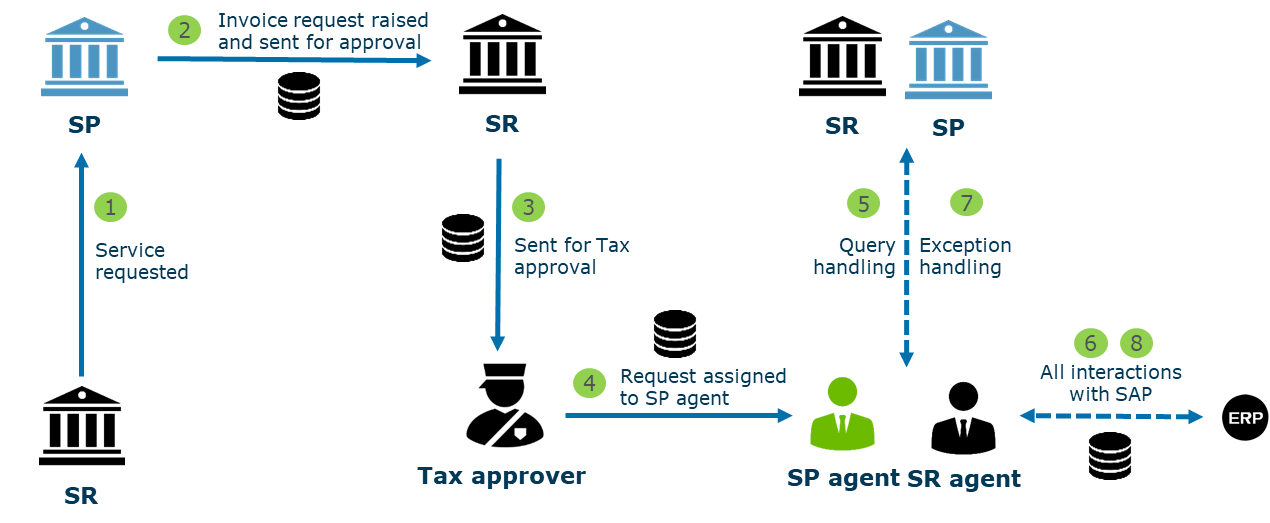 SP
2
Invoice request raised
and sent for approval
SR
SR
SP
1
Service
requested
3
Sent for Tax
approval
5
7
Query
handling
Exception
handling
4
Request assigned
to SP agent
6
8
All interactions
with SAP
ERP
SR
Tax approver
SP agent
SR agent